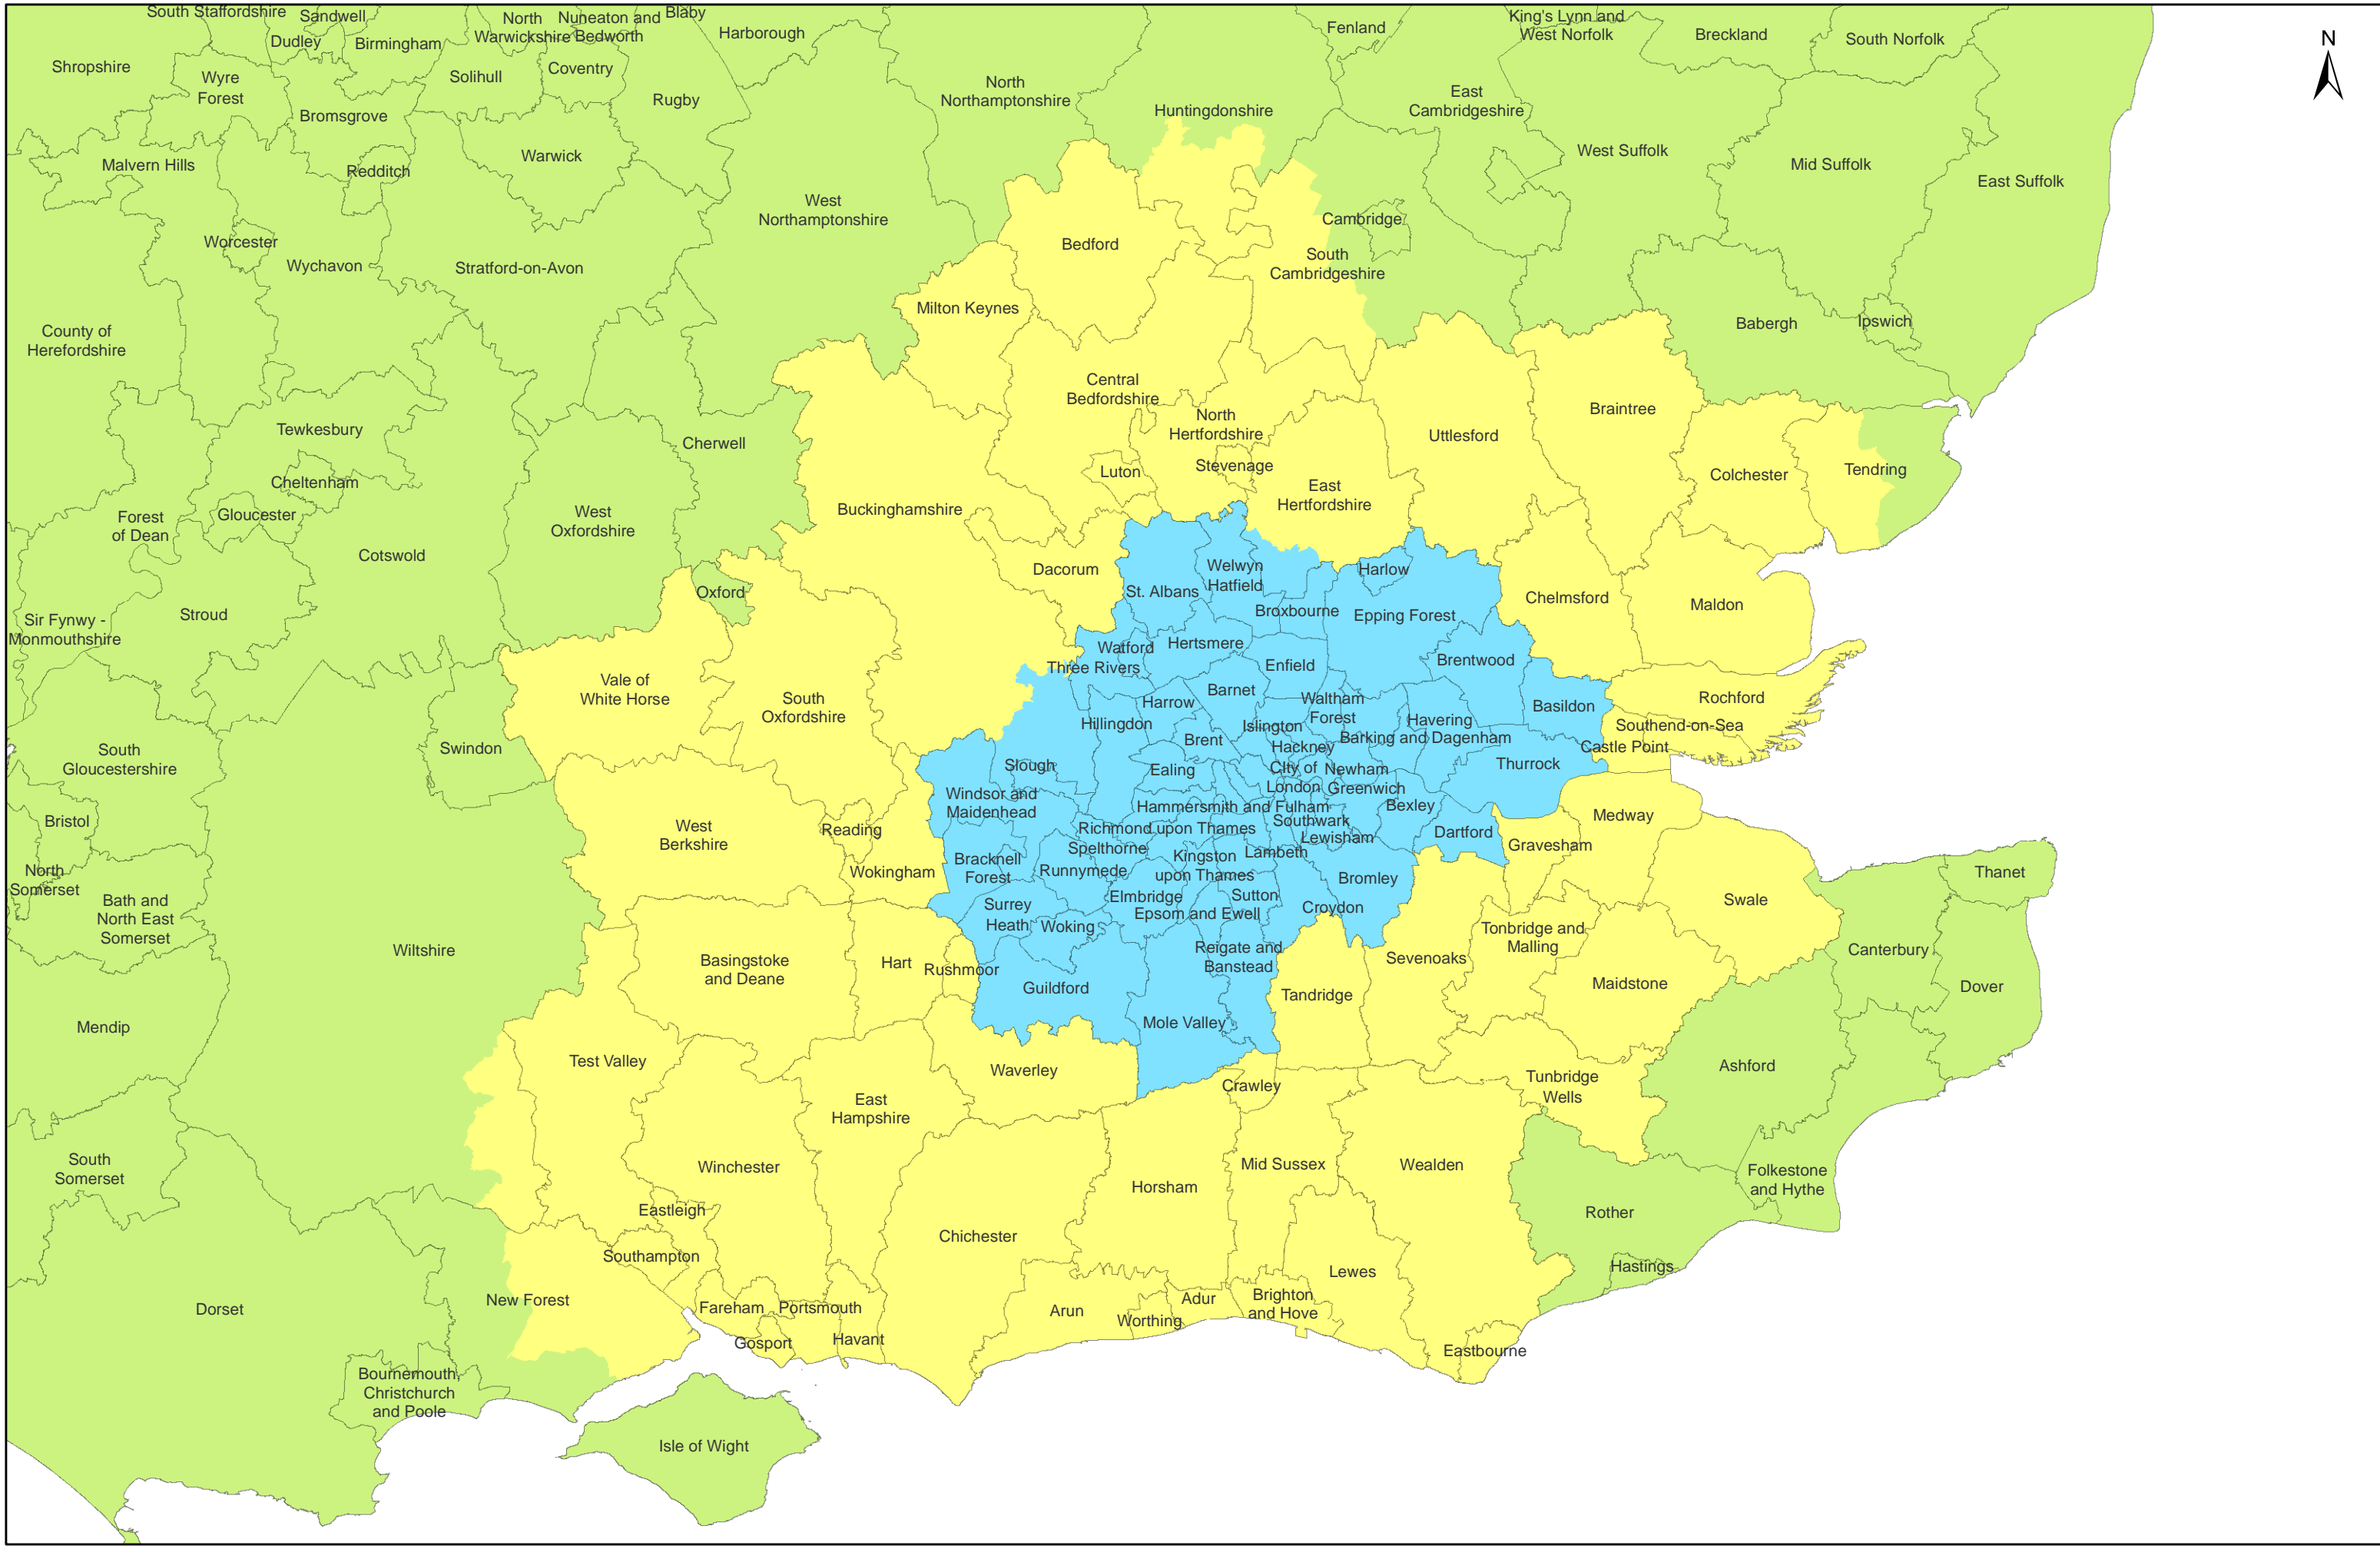 South Staffordshire
Sandwell
Dudley
Birmingham
North
Warwickshire
Nuneaton and
Bedworth
Blaby
Harborough
Fenland
King's Lynn and
West Norfolk
Breckland
South Norfolk
N
Shropshire
Wyre
Forest
Bromsgrove
Solihull
Coventry
Rugby
North
Northamptonshire
Huntingdonshire
East
Cambridgeshire
Malvern Hills
Redditch
Warwick
West Suffolk
Mid Suffolk
East Suffolk
Worcester
Wychavon
Stratford-on-Avon
West
Northamptonshire
Bedford
Cambridge
South
Cambridgeshire
County of
Herefordshire
Milton Keynes
Babergh
Ipswich
Tewkesbury
Cheltenham
Gloucester
Cherwell
Central
Bedfordshire
North
Hertfordshire
Stevenage
Luton
Uttlesford
Braintree
Colchester
Tendring
Forest
of Dean
Cotswold
West
Oxfordshire
Buckinghamshire
East
Hertfordshire
Dacorum
St. Albans
Welwyn
Hatfield
Harlow
Broxbourne
Epping Forest
Chelmsford
Maldon
Sir Fynwy -
Monmouthshire
Stroud
Oxford
Watford
Hertsmere
Three Rivers
Enfield
Brentwood
Vale of
White Horse
South
Oxfordshire
Harrow
Barnet
Hillingdon
Waltham
Forest
Islington
Havering
Basildon
Rochford
Southend-on-Sea
Castle Point
South
Gloucestershire
Swindon
Brent
Hackney
Barking and Dagenham
Slough
Ealing
CIty of
London
Newham
Greenwich
Thurrock
Windsor and
Maidenhead
Hammersmith and Fulham
Bexley
Bristol
West
Berkshire
Reading
Richmond upon Thames
Southwark
Lewisham
Dartford
Medway
Gravesham
Spelthorne
Kingston
upon Thames
Lambeth
Wokingham
Bracknell
Forest
Runnymede
Bromley
North
Somerset
Bath and
North East
Somerset
Surrey
Heath
Elmbridge
Sutton
Epsom and Ewell
Croydon
Woking
Swale
Thanet
Wiltshire
Basingstoke
and Deane
Hart
Rushmoor
Guildford
Reigate and
Banstead
Tandridge
Sevenoaks
Tonbridge and
Malling
Maidstone
Canterbury
Dover
Mendip
Test Valley
Mole Valley
Waverley
Crawley
Tunbridge
Wells
Ashford
East
Hampshire
South
Somerset
Winchester
Horsham
Mid Sussex
Wealden
Folkestone
and Hythe
Eastleigh
Rother
Southampton
Chichester
Lewes
Hastings
Dorset
New Forest
Fareham
Portsmouth
Gosport
Havant
Arun
Worthing
Adur
Brighton
and Hove
Eastbourne
Bournemouth,
Christchurch
and Poole
Isle of Wight